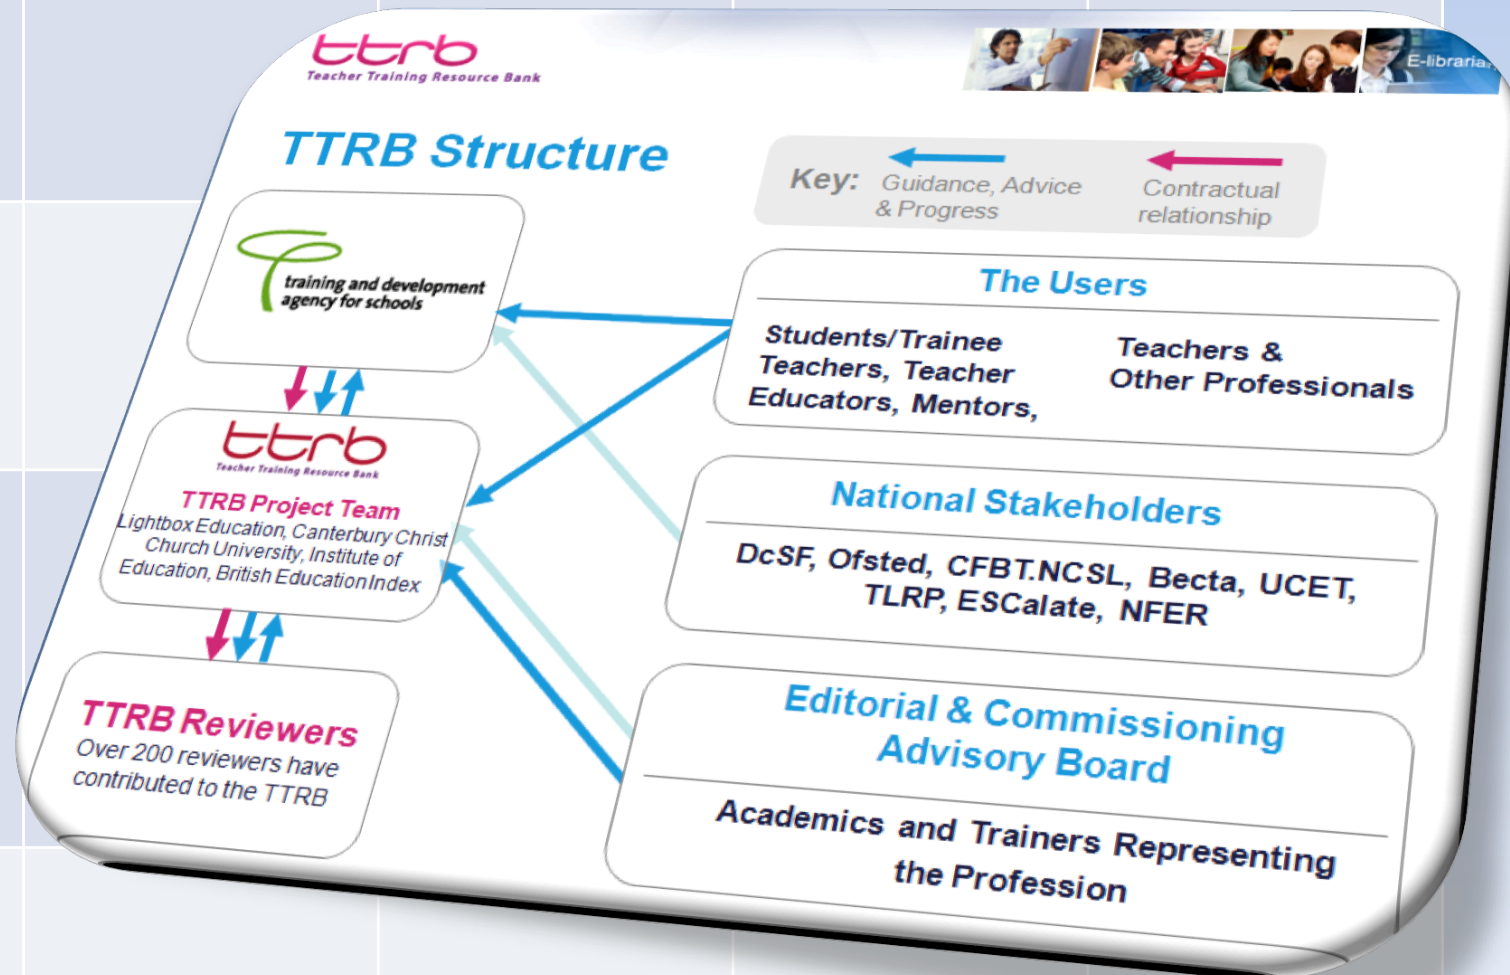 ttrb
Teacher Training Resource Bank
TTRB Structure
Key:
Guidance, Advice
& Progress
Contractual
relationship
training and development
agency for schools
ttrb
Teacher Training Resource Bank
TTRB Project Team
Lightbox Education, Canterbury Christ
Church University, Institute of
Education, British Education Index
TTRB Reviewers
Over 200 reviewers have
contributed to the TTRB
The Users
Students/Trainee
Teachers, Teacher
Educators, Mentors,
Teachers &
Other Professionals
National Stakeholders
DcSF, Ofsted, CFBT.NCSL, Becta, UCET,
TLRP, ESCalate, NFER
Editorial & Commissioning
Advisory Board
Academics and Trainers Representing
the Profession